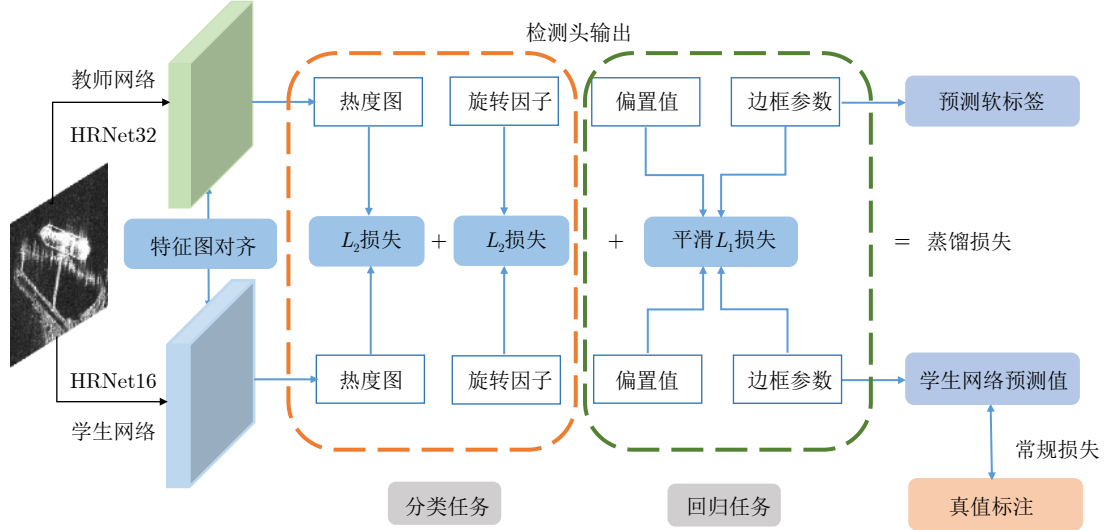 检测头输出
教师网络
HRNet32
热度图
旋转因子
偏置值
边框参数
预测软标签
特征图对齐
L₂损失
+
L₂损失
+
平滑L₁损失
= 蒸馏损失
HRNet16
学生网络
热度图
旋转因子
偏置值
边框参数
学生网络预测值
常规损失
分类任务
回归任务
真值标注